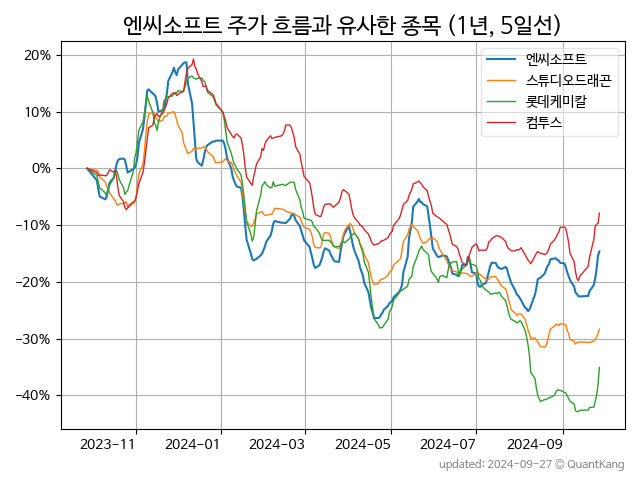 엔씨소프트 주가 흐름과 유사한 종목 (1년, 5일선)
엔씨소프트
스튜디오드래곤
롯데케미칼
컴투스
20%
10%
0%
−10%
−20%
−30%
−40%
2023-11 2024-01 2024-03 2024-05 2024-07 2024-09
updated: 2024-09-27 © QuantKang